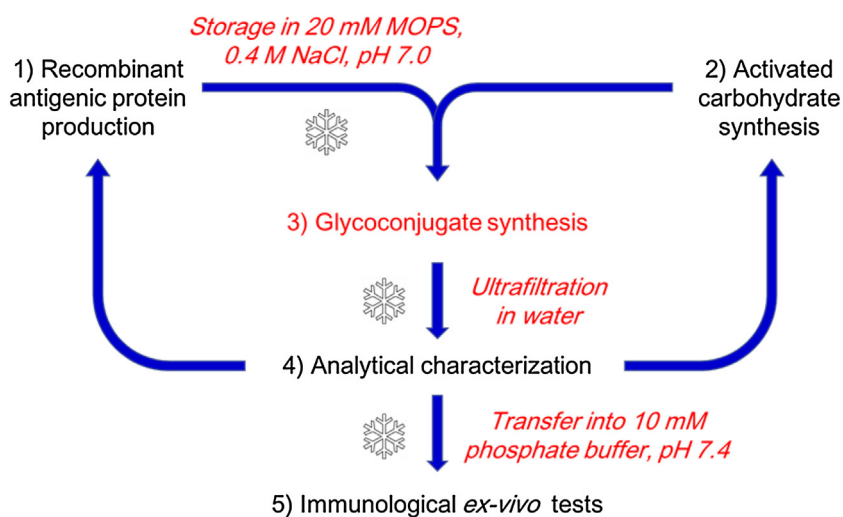 Storage in 20 mM MOPS,
0.4 M NaCl, pH 7.0
1) Recombinant
antigenic protein
production
2) Activated
carbohydrate
synthesis
3) Glycoconjugate synthesis
Ultrafiltration
in water
4) Analytical characterization
Transfer into 10 mM
phosphate buffer, pH 7.4
5) Immunological ex-vivo tests